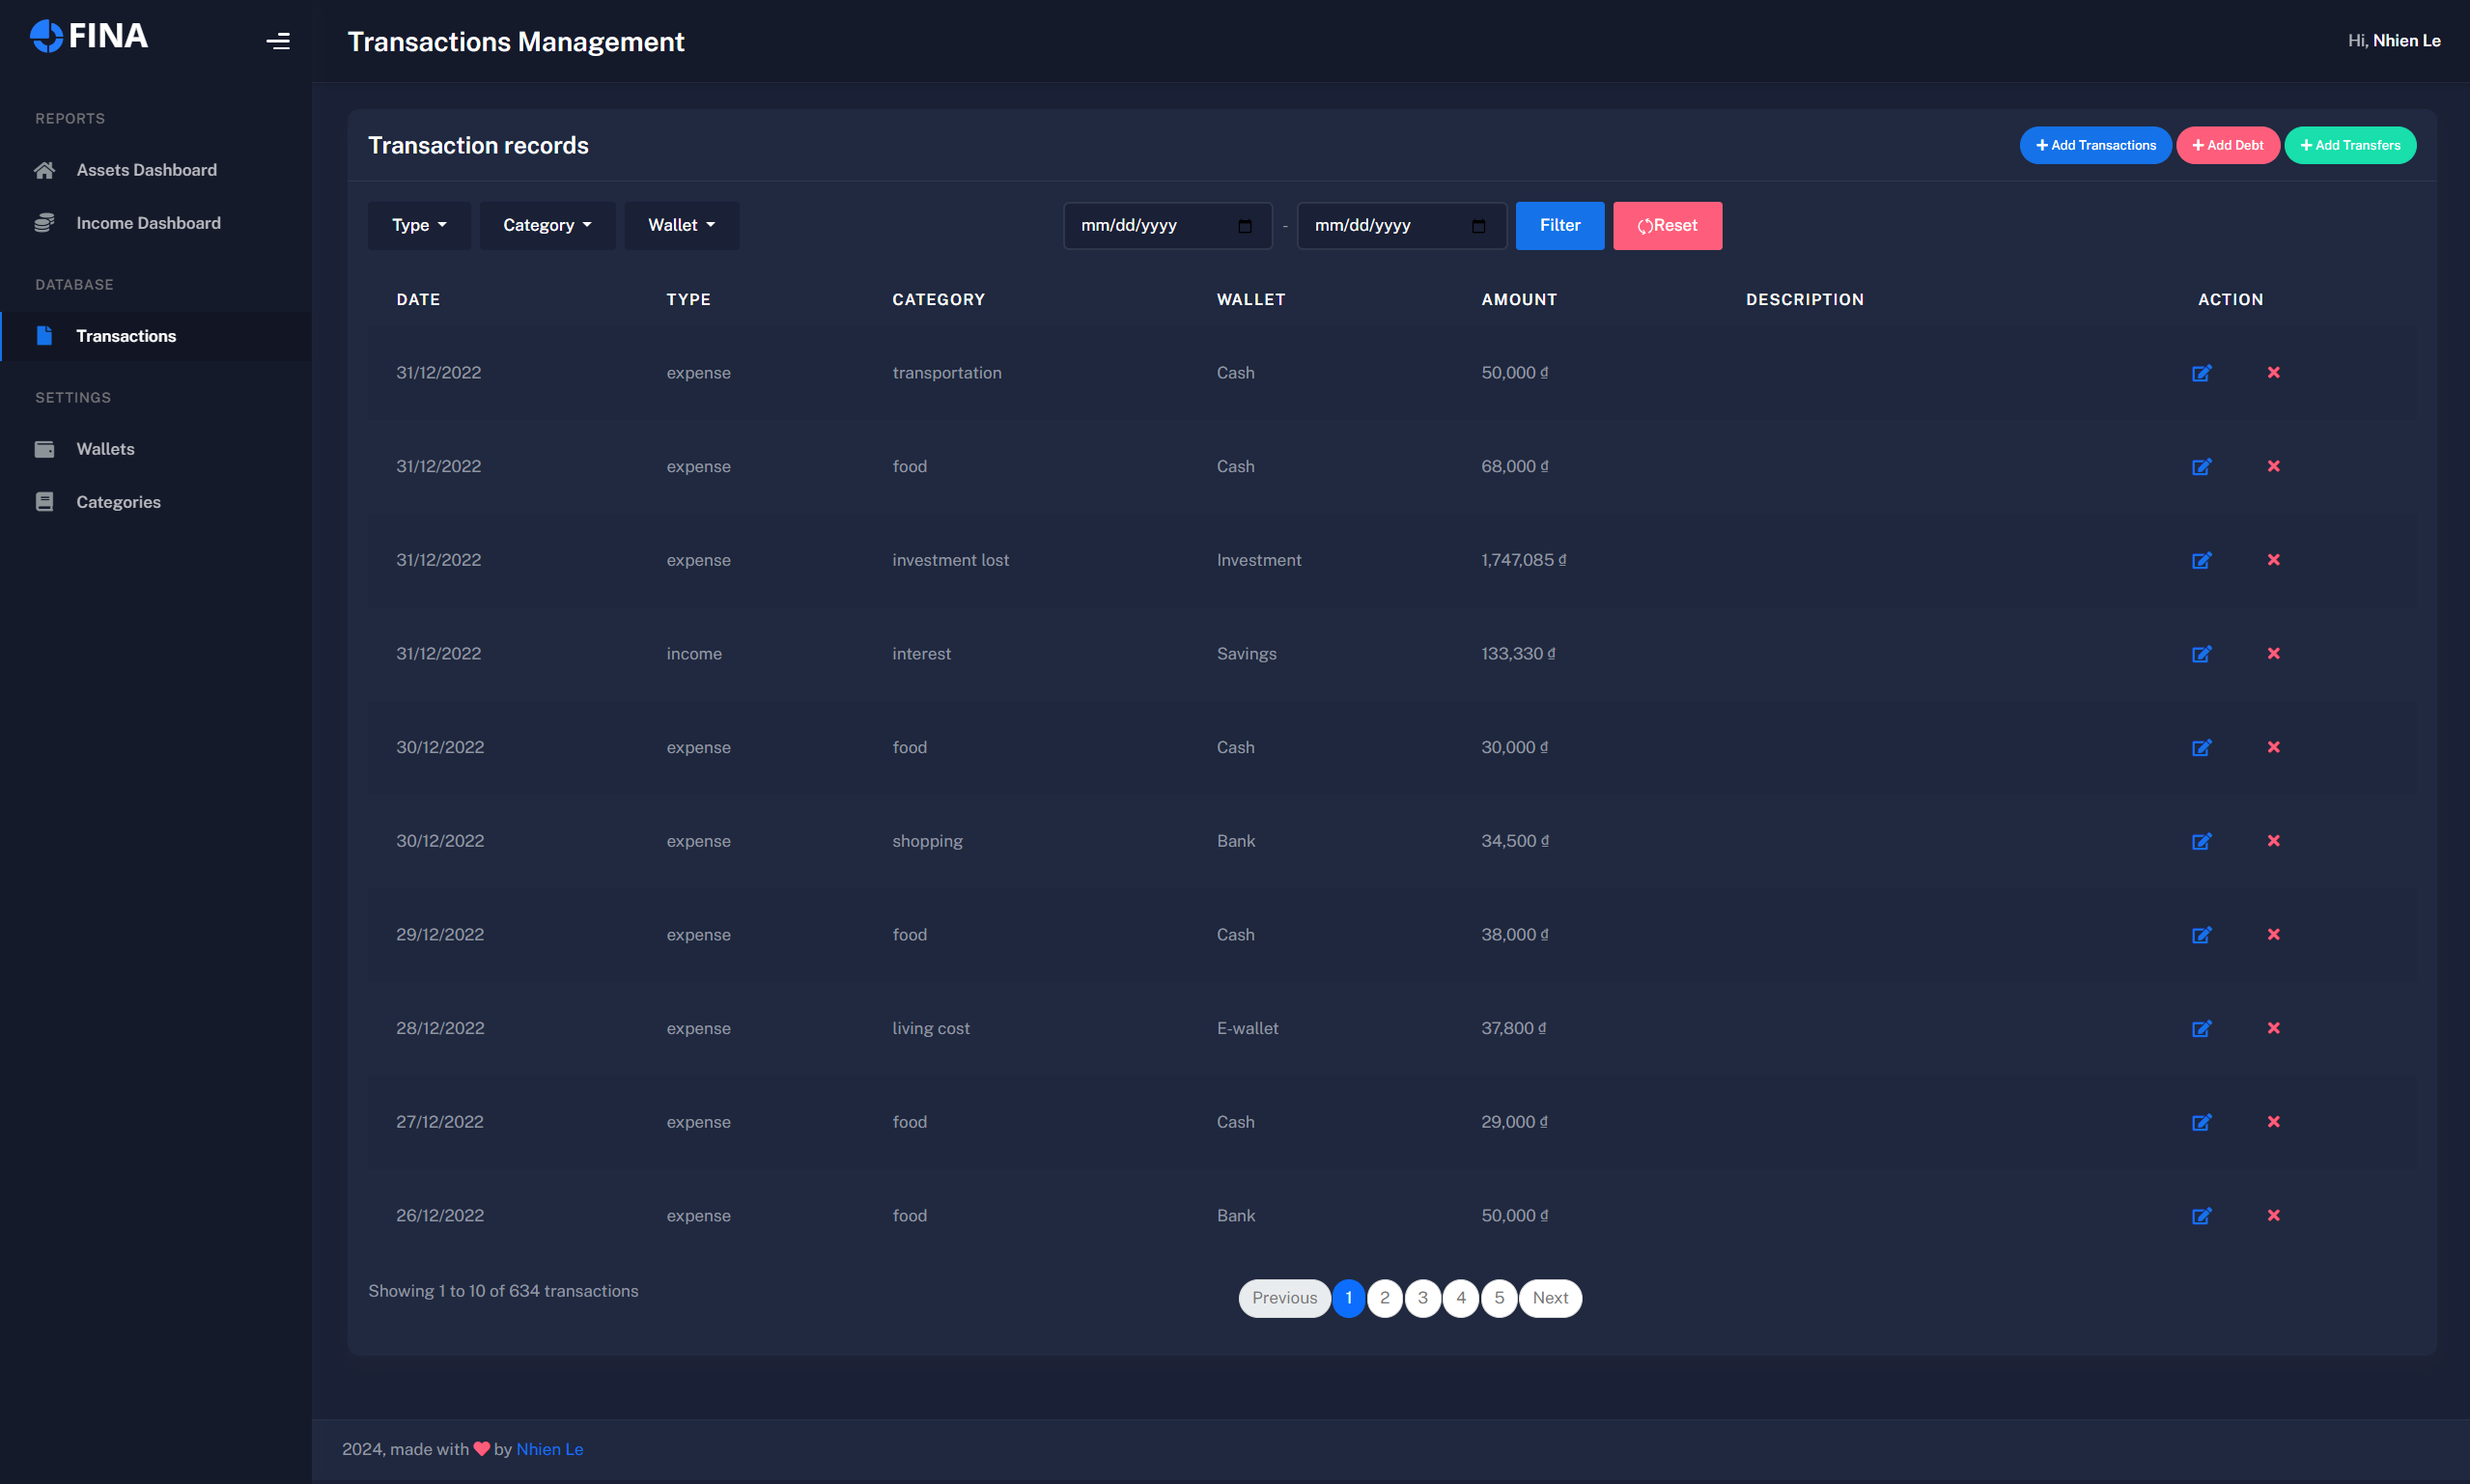 FINA
Transactions Management
Hi, Nhien Le
REPORTS
Assets Dashboard
Income Dashboard
DATABASE
Transactions
SETTINGS
Wallets
Categories
Transaction records
Add Transactions Add Debt Add Transfers
Type Category Wallet mm/dd/yyyy - mm/dd/yyyy Filter Reset
DATE TYPE CATEGORY WALLET AMOUNT DESCRIPTION ACTION
31/12/2022 expense transportation Cash 50,000 ₫
31/12/2022 expense food Cash 68,000 ₫
31/12/2022 expense investment lost Investment 1,747,085 ₫
31/12/2022 income interest Savings 133,330 ₫
30/12/2022 expense food Cash 30,000 ₫
30/12/2022 expense shopping Bank 34,500 ₫
29/12/2022 expense food Cash 38,000 ₫
28/12/2022 expense living cost E-wallet 37,800 ₫
27/12/2022 expense food Cash 29,000 ₫
26/12/2022 expense food Bank 50,000 ₫
Showing 1 to 10 of 634 transactions
Previous 1 2 3 4 5 Next
2024, made with by Nhien Le